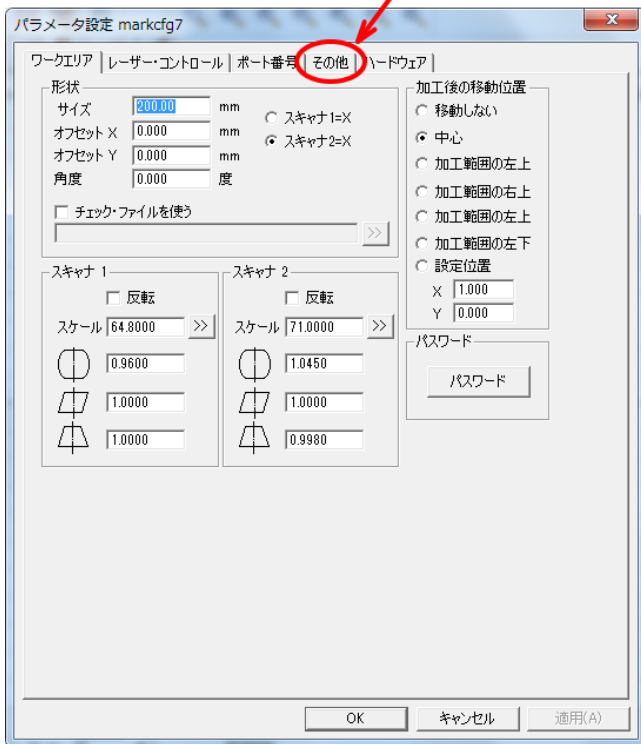 パラメータ設定 markcfg7
ワークエリア レーザー・コントロール ポート番号 その他 ハードウェア
形状
サイズ 200.00 mm
オフセット X 0.000 mm
オフセット Y 0.000 mm
角度 0.000 度
スキャナ1=X
スキャナ2=X
チェック・ファイルを使う
>>
スキャナ 1
反転
スケール 64.8000 >>
0.9600
1.0000
1.0000
スキャナ 2
反転
スケール 71.0000 >>
1.0450
1.0000
0.9980
加工後の移動位置
移動しない
中心
加工範囲の左上
加工範囲の右上
加工範囲の左上
加工範囲の左下
設定位置
X 1.000
Y 0.000
パスワード
パスワード
OK キャンセル 適用(A)